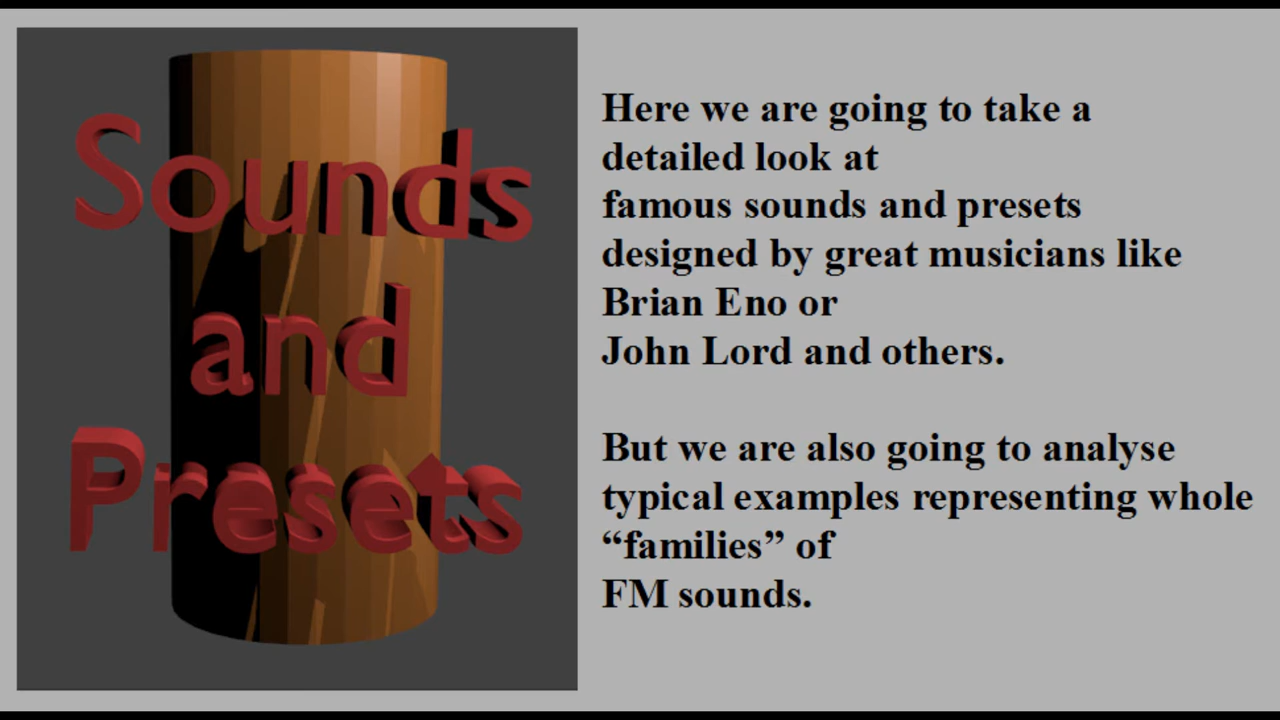 Sounds
and
Presets
Here we are going to take a
detailed look at
famous sounds and presets
designed by great musicians like
Brian Eno or
John Lord and others.
But we are also going to analyse
typical examples representing whole
“families” of
FM sounds.